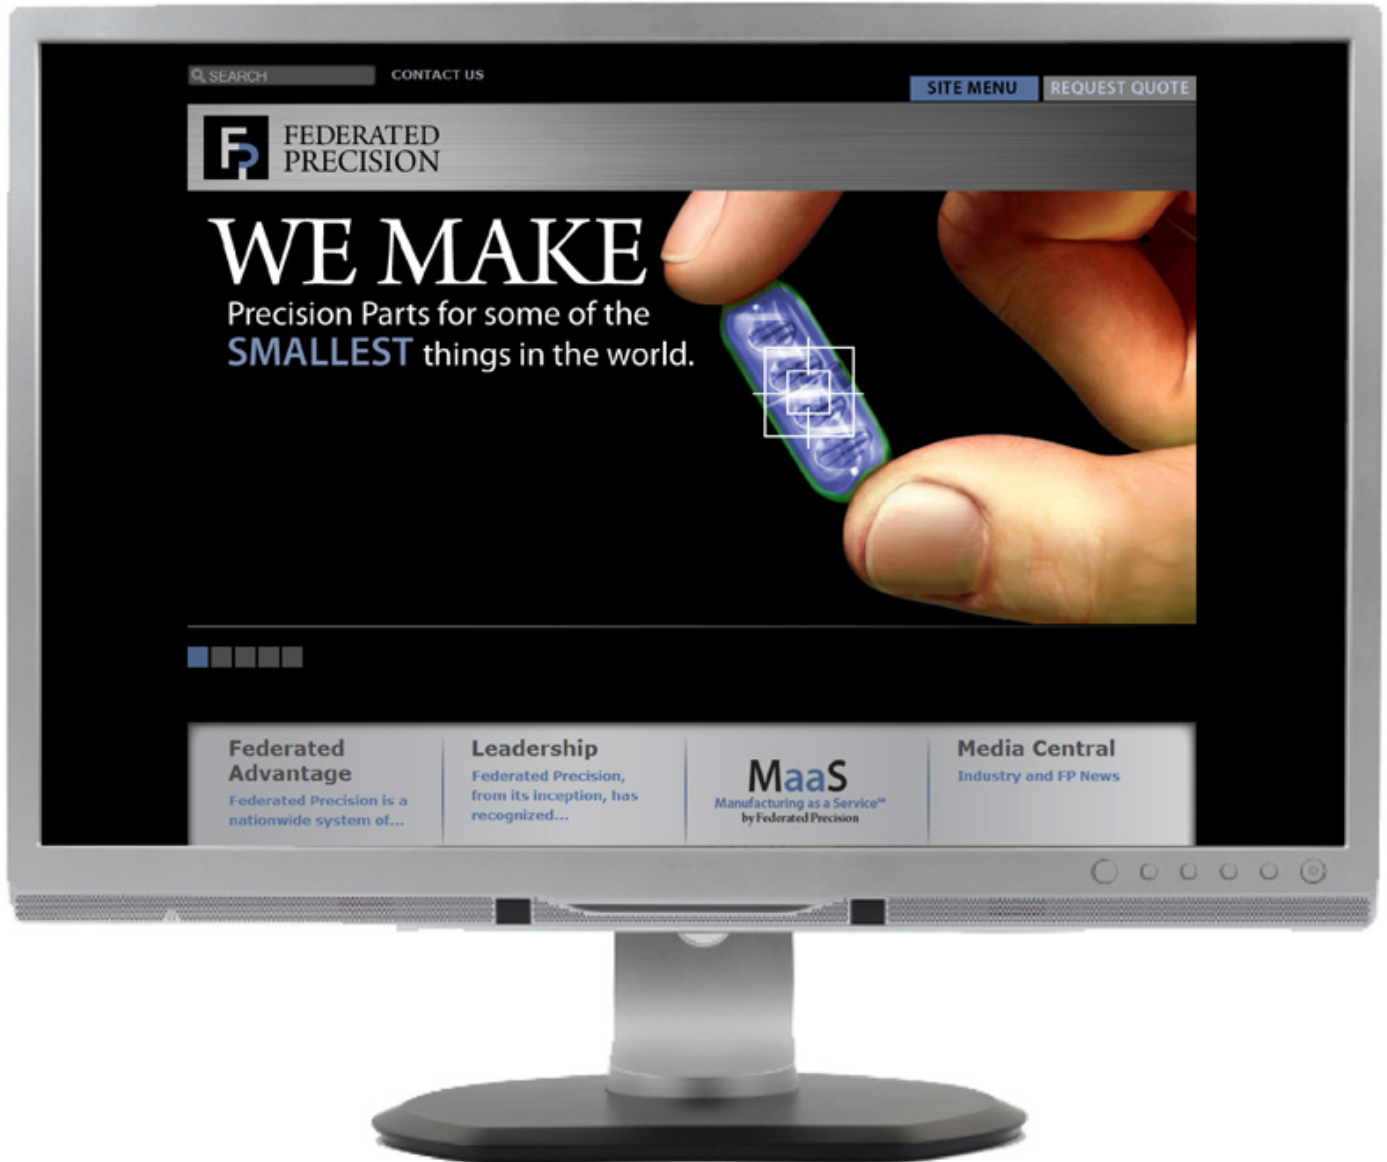 SEARCH
CONTACT US
SITE MENU
REQUEST QUOTE
FP
FEDERATED
PRECISION
WE MAKE
Precision Parts for some of the
SMALLEST things in the world.
Federated
Advantage
Federated Precision is a
nationwide system of...
Leadership
Federated Precision,
from its inception, has
recognized...
MaaS
Manufacturing as a Service℠
by Federated Precision
Media Central
Industry and FP News